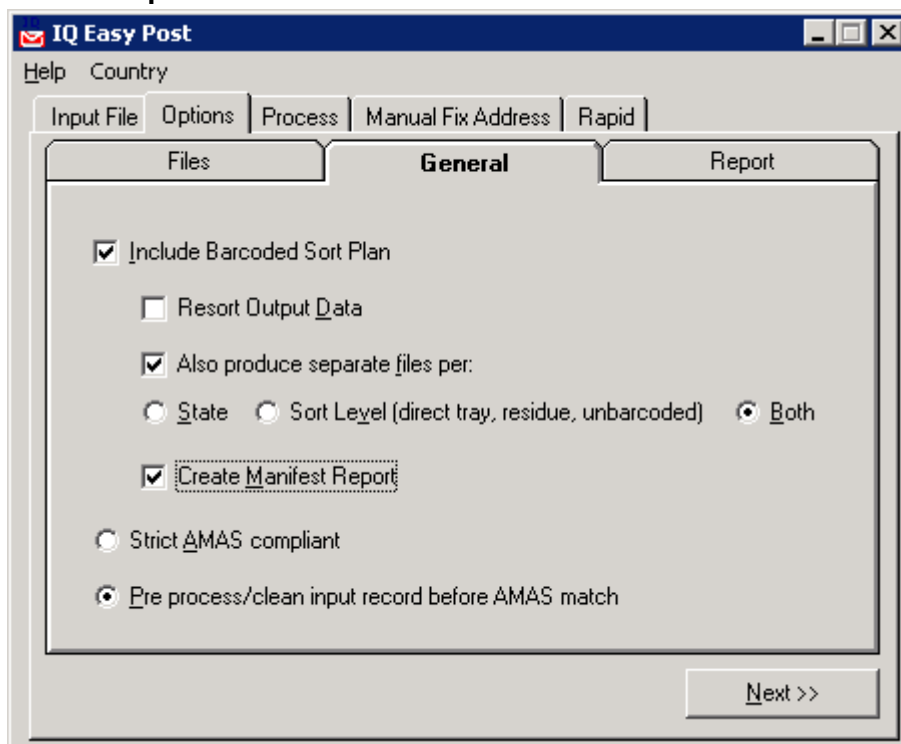 IQ Easy Post
Help Country
Input File Options Process Manual Fix Address Rapid
Files General Report
Include Barcoded Sort Plan
Resort Output Data
Also produce separate files per:
State Sort Level (direct tray, residue, unbarcoded) Both
Create Manifest Report
Strict AMAS compliant
Pre process/clean input record before AMAS match
Next >>